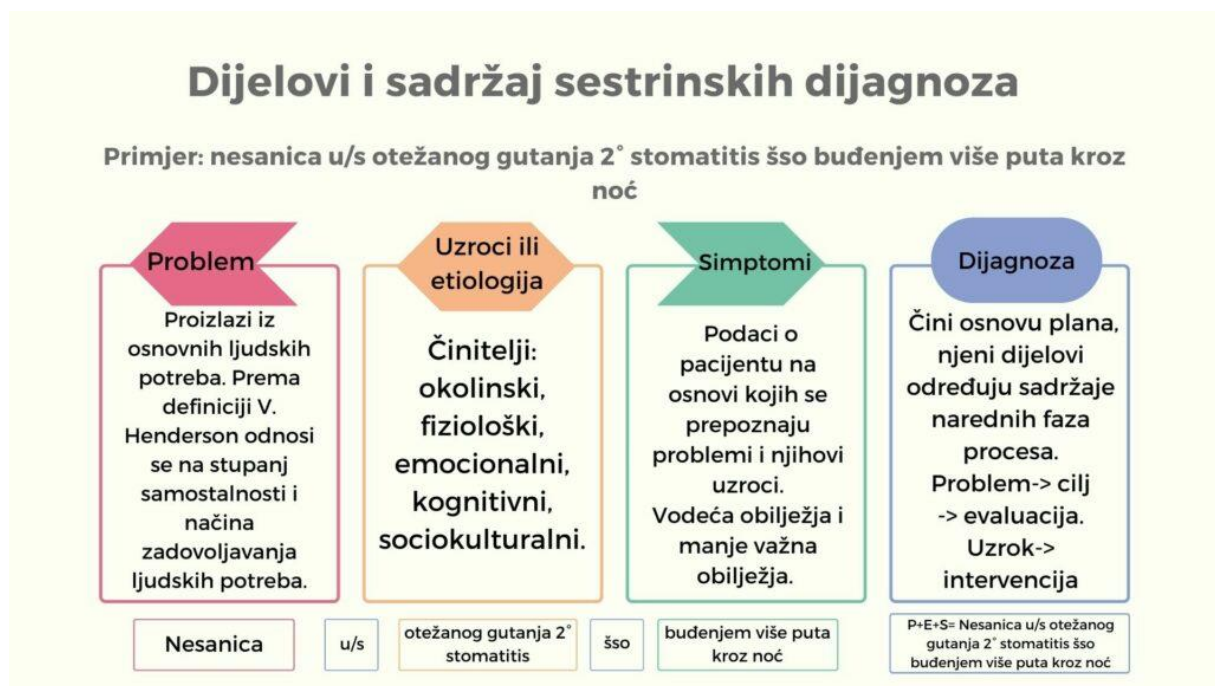 Dijelovi i sadržaj sestrinskih dijagnoza
Primjer: nesanica u/s otežanog gutanja 2° stomatitis šso buđenjem više puta kroz
noć
Problem
Proizlazi iz
osnovnih ljudskih
potreba. Prema
definiciji V.
Henderson odnosi
se na stupanj
samostalnosti i
načina
zadovoljavanja
ljudskih potreba.
Uzroci ili
etiologija
Činitelji:
okolinski,
fiziološki,
emocionalni,
kognitivni,
sociokulturalni.
Simptomi
Podaci o
pacijentu na
osnovi kojih se
prepoznaju
problemi i njihovi
uzroci.
Vodeća obilježja i
manje važna
obilježja.
Dijagnoza
Čini osnovu plana,
njeni dijelovi
određuju sadržaje
narednih faza
procesa.
Problem-> cilj
-> evaluacija.
Uzrok->
intervencija
Nesanica
u/s
otežanog gutanja 2°
stomatitis
šso
buđenjem više puta
kroz noć
P+E+S= Nesanica u/s otežanog
gutanja 2° stomatitis šso
buđenjem više puta kroz noć